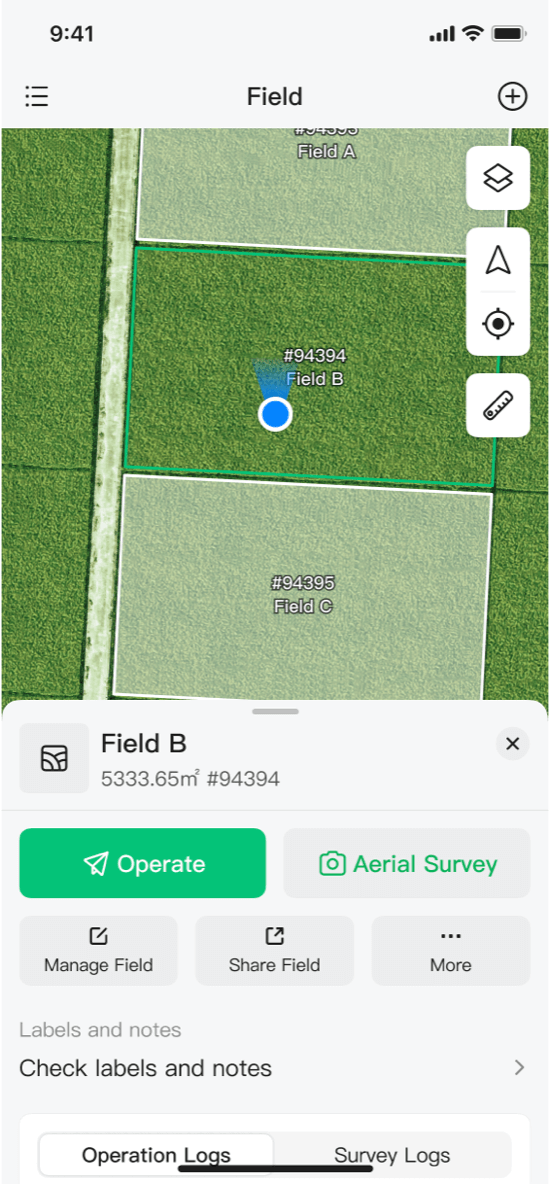 9:41
Field
#94393
Field A
#94394
Field B
#94395
Field C
Field B
5333.65㎡ #94394
Operate
Aerial Survey
Manage Field
Share Field
More
Labels and notes
Check labels and notes
Operation Logs
Survey Logs